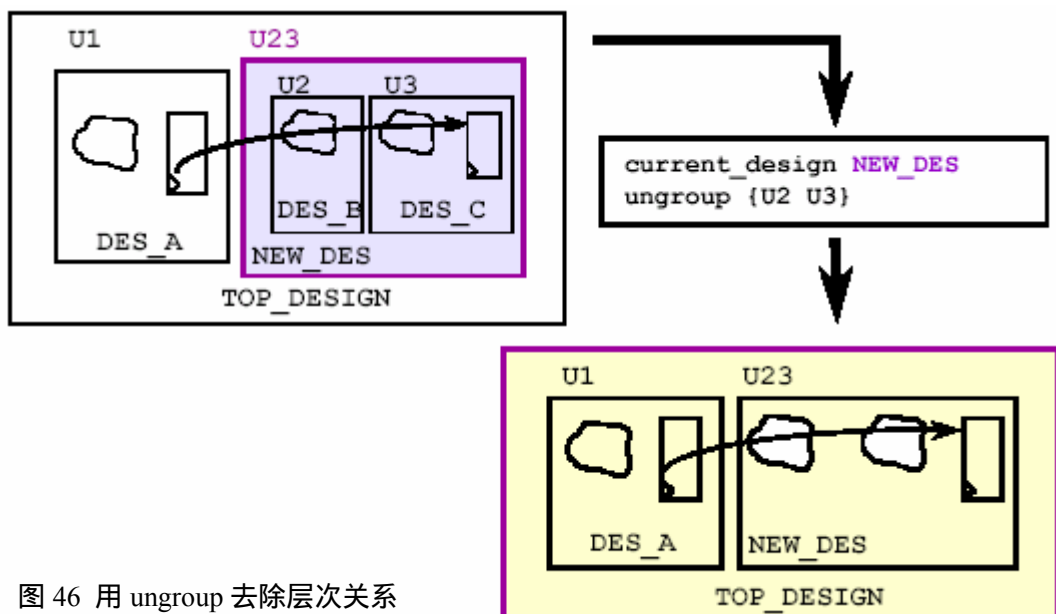 U1
U23
U2
U3
DES_B
DES_C
DES_A
NEW_DES
TOP_DESIGN
current_design NEW_DES
ungroup {U2 U3}
U1
U23
DES_A
NEW_DES
TOP_DESIGN
图 46 用 ungroup 去除层次关系